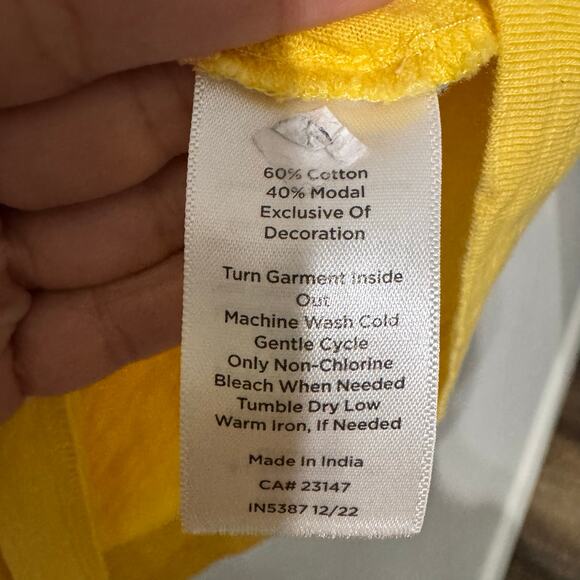 60% Cotton
40% Modal
Exclusive Of
Decoration
Turn Garment Inside
Out
Machine Wash Cold
Gentle Cycle
Only Non-Chlorine
Bleach When Needed
Tumble Dry Low
Warm Iron, If Needed
Made In India
CA# 23147
IN5387 12/22